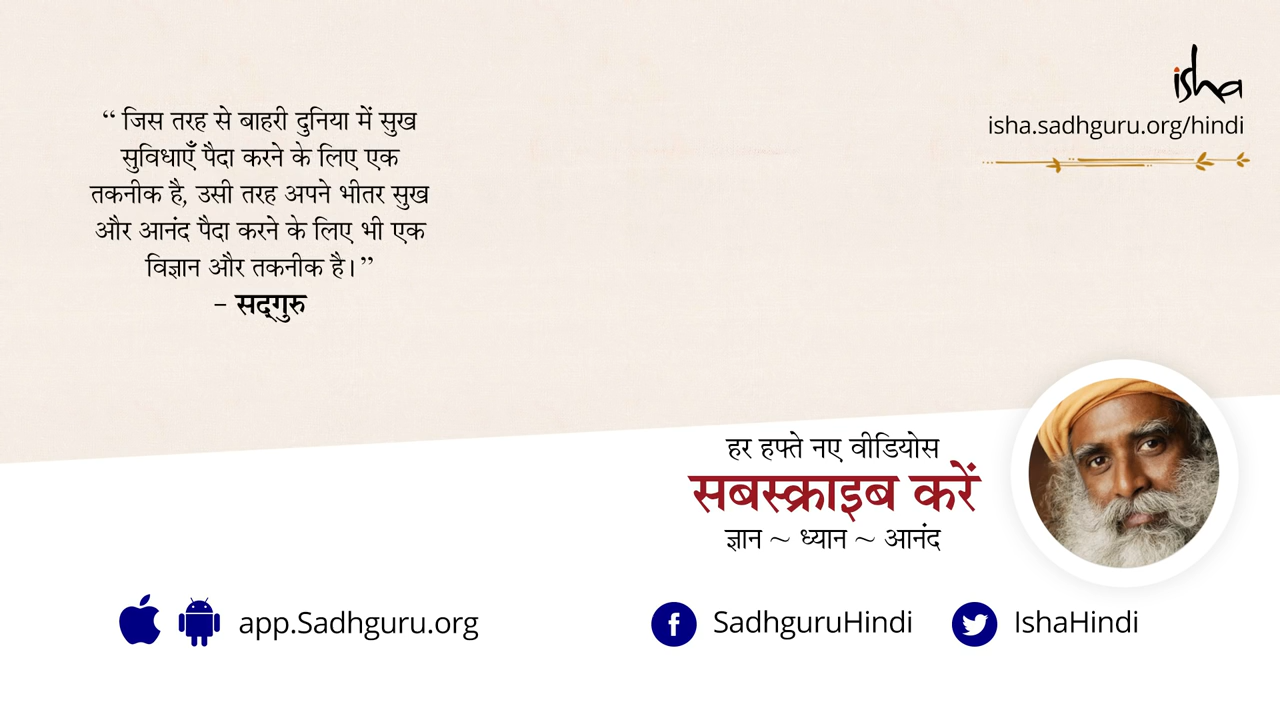 “ जिस तरह से बाहरी दुनिया में सुख
सुविधाएँ पैदा करने के लिए एक
तकनीक है, उसी तरह अपने भीतर सुख
और आनंद पैदा करने के लिए भी एक
विज्ञान और तकनीक है।”
- सद्गुरु
isha
isha.sadhguru.org/hindi
हर हफ्ते नए वीडियोस
सबस्क्राइब करें
ज्ञान ~ ध्यान ~ आनंद
app.Sadhguru.org
SadhguruHindi
IshaHindi